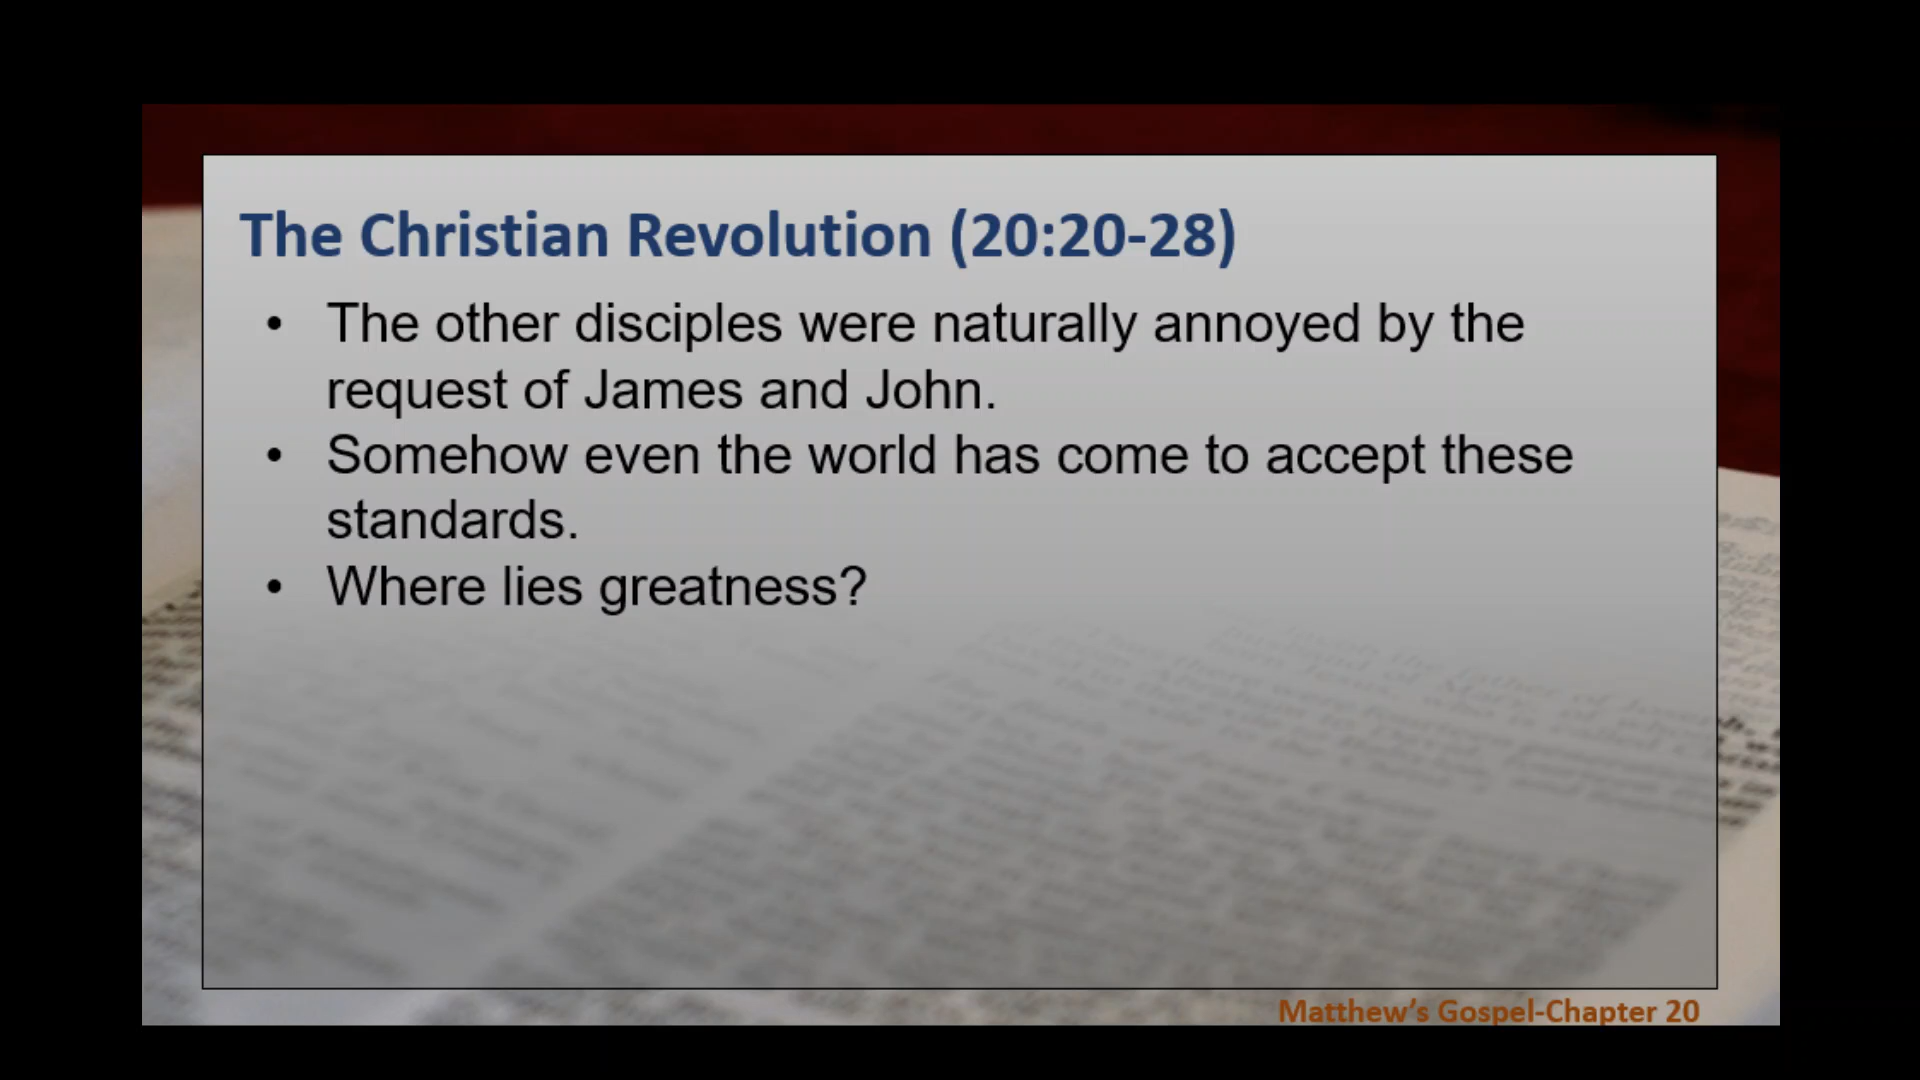 The Christian Revolution (20:20-28)
• The other disciples were naturally annoyed by the
request of James and John.
• Somehow even the world has come to accept these
standards.
• Where lies greatness?
Matthew's Gospel-Chapter 20